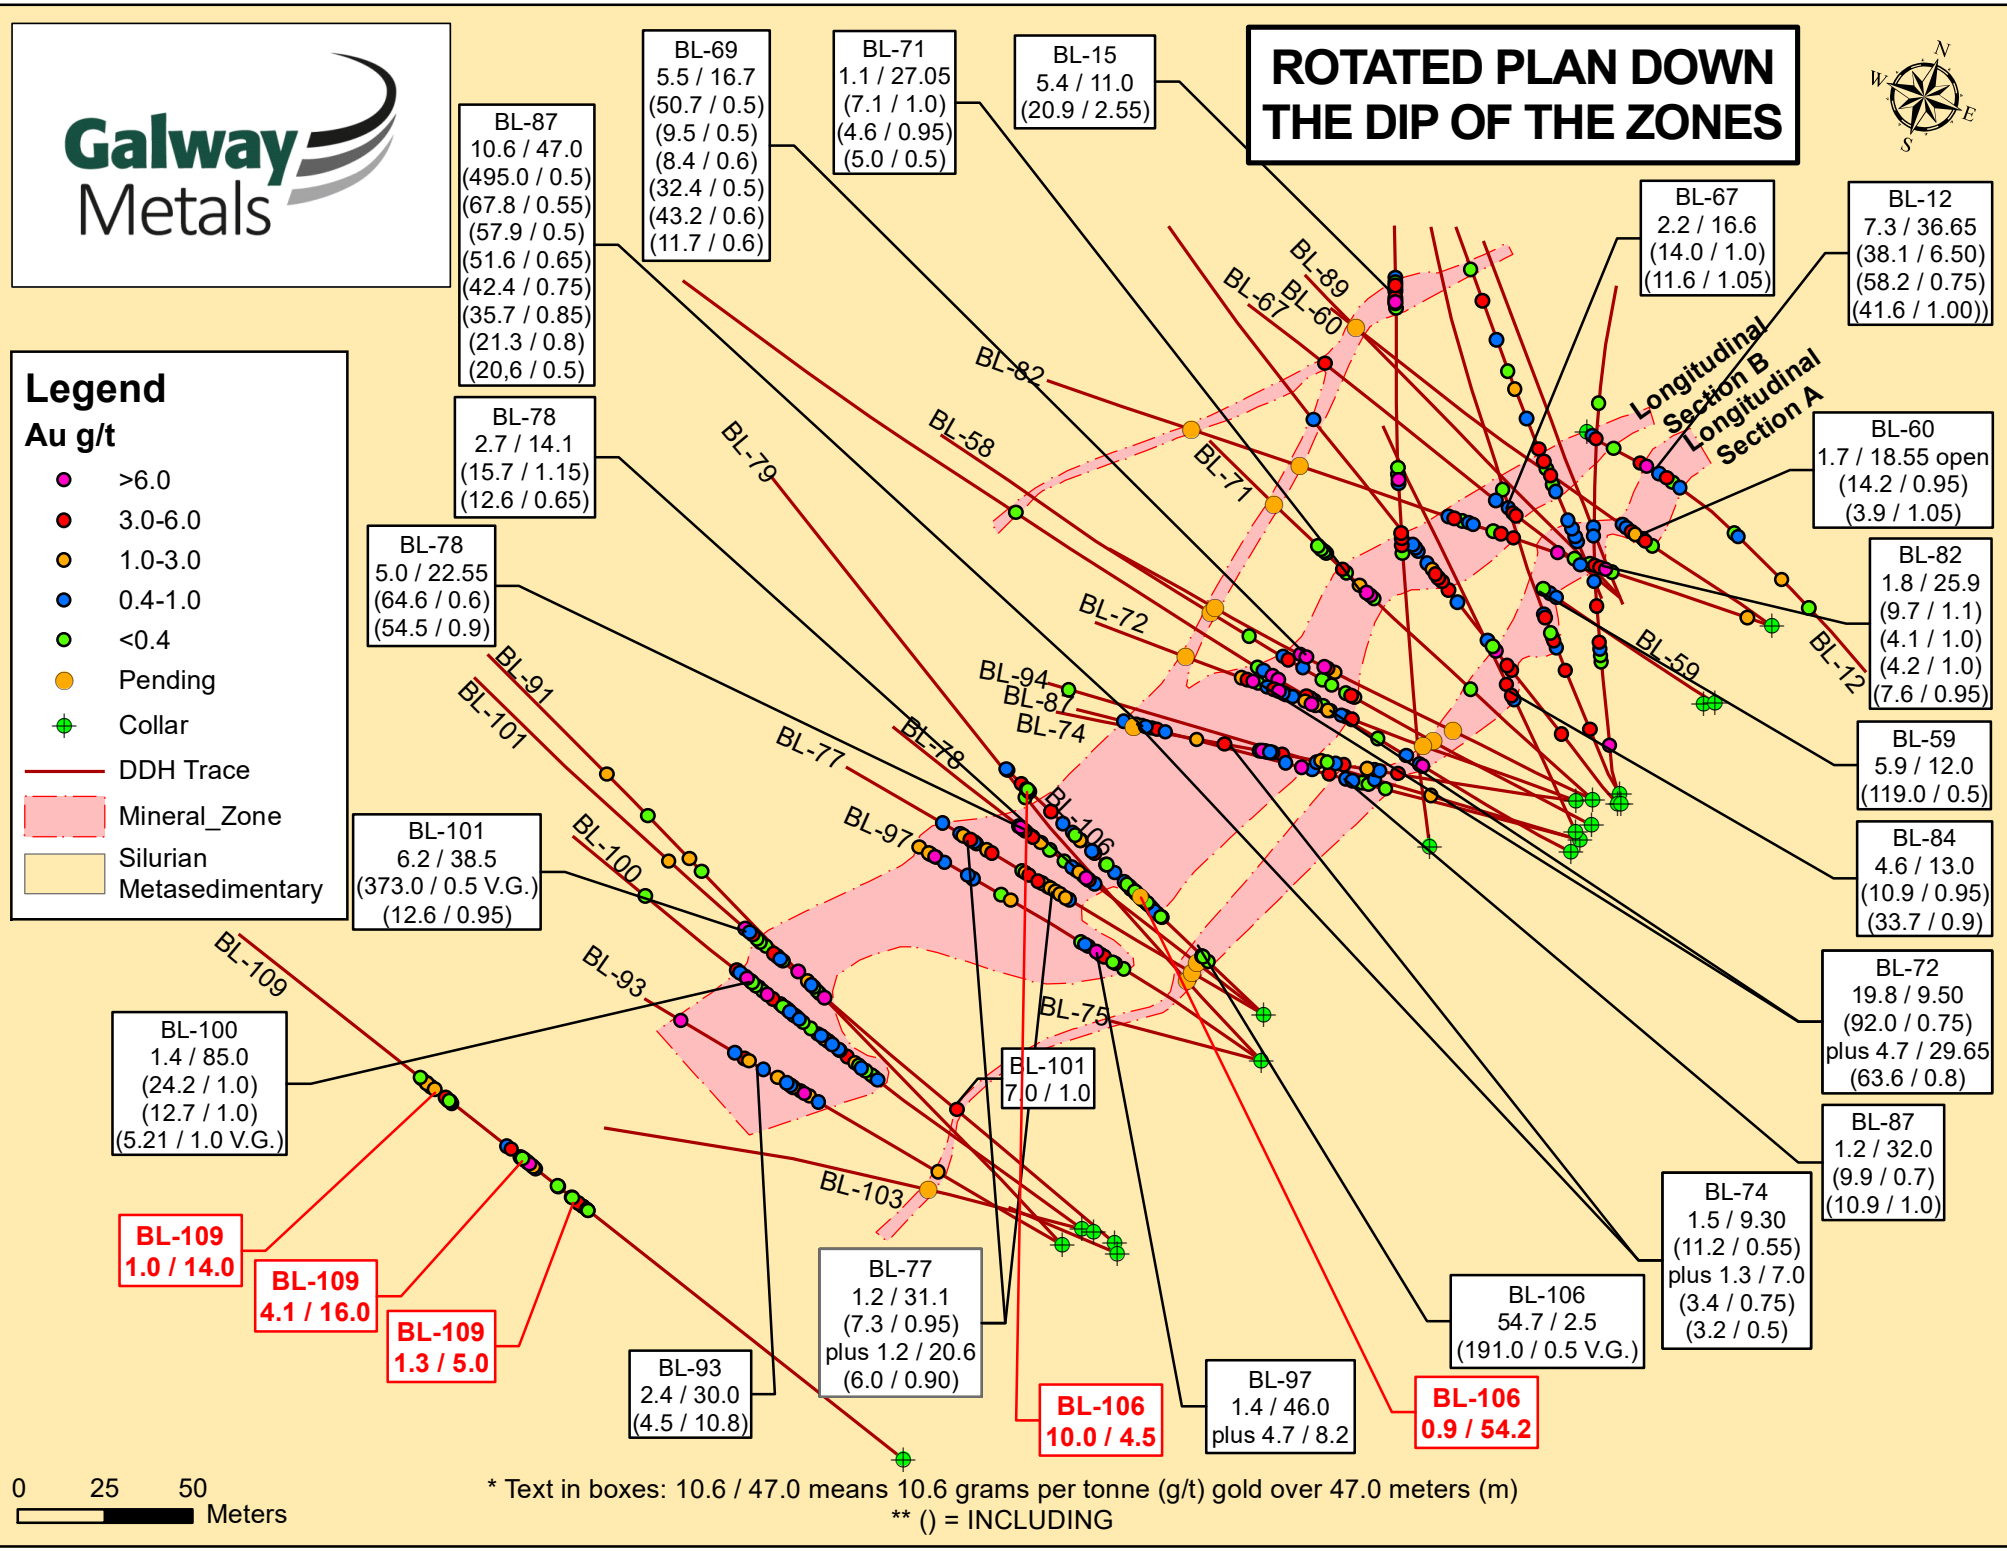 Galway
Metals
ROTATED PLAN DOWN
THE DIP OF THE ZONES
N
W
E
S
BL-69
5.5 / 16.7
(50.7 / 0.5)
(9.5 / 0.5)
(8.4 / 0.6)
(32.4 / 0.5)
(43.2 / 0.6)
(11.7 / 0.6)
BL-71
1.1 / 27.05
(7.1 / 1.0)
(4.6 / 0.95)
(5.0 / 0.5)
BL-15
5.4 / 11.0
(20.9 / 2.55)
BL-87
10.6 / 47.0
(495.0 / 0.5)
(67.8 / 0.55)
(57.9 / 0.5)
(51.6 / 0.65)
(42.4 / 0.75)
(35.7 / 0.85)
(21.3 / 0.8)
(20,6 / 0.5)
BL-67
2.2 / 16.6
(14.0 / 1.0)
(11.6 / 1.05)
BL-12
7.3 / 36.65
(38.1 / 6.50)
(58.2 / 0.75)
(41.6 / 1.00))
BL-78
2.7 / 14.1
(15.7 / 1.15)
(12.6 / 0.65)
BL-78
5.0 / 22.55
(64.6 / 0.6)
(54.5 / 0.9)
Legend
Au g/t
>6.0
3.0-6.0
1.0-3.0
0.4-1.0
<0.4
Pending
Collar
DDH Trace
Mineral_Zone
Silurian
Metasedimentary
BL-89
BL-60
BL-67
BL-82
BL-58
BL-79
BL-71
BL-72
BL-94
BL-87
BL-74
BL-78
BL-77
BL-97
BL-106
BL-91
BL-101
BL-100
BL-93
BL-109
BL-75
BL-103
BL-59
BL-12
Longitudinal
Section B
Longitudinal
Section A
BL-60
1.7 / 18.55 open
(14.2 / 0.95)
(3.9 / 1.05)
BL-82
1.8 / 25.9
(9.7 / 1.1)
(4.1 / 1.0)
(4.2 / 1.0)
(7.6 / 0.95)
BL-59
5.9 / 12.0
(119.0 / 0.5)
BL-84
4.6 / 13.0
(10.9 / 0.95)
(33.7 / 0.9)
BL-72
19.8 / 9.50
(92.0 / 0.75)
plus 4.7 / 29.65
(63.6 / 0.8)
BL-87
1.2 / 32.0
(9.9 / 0.7)
(10.9 / 1.0)
BL-74
1.5 / 9.30
(11.2 / 0.55)
plus 1.3 / 7.0
(3.4 / 0.75)
(3.2 / 0.5)
BL-101
6.2 / 38.5
(373.0 / 0.5 V.G.)
(12.6 / 0.95)
BL-100
1.4 / 85.0
(24.2 / 1.0)
(12.7 / 1.0)
(5.21 / 1.0 V.G.)
BL-101
7.0 / 1.0
BL-109
1.0 / 14.0
BL-109
4.1 / 16.0
BL-109
1.3 / 5.0
BL-93
2.4 / 30.0
(4.5 / 10.8)
BL-77
1.2 / 31.1
(7.3 / 0.95)
plus 1.2 / 20.6
(6.0 / 0.90)
BL-106
10.0 / 4.5
BL-97
1.4 / 46.0
plus 4.7 / 8.2
BL-106
54.7 / 2.5
(191.0 / 0.5 V.G.)
BL-106
0.9 / 54.2
0 25 50
Meters
* Text in boxes: 10.6 / 47.0 means 10.6 grams per tonne (g/t) gold over 47.0 meters (m)
** () = INCLUDING